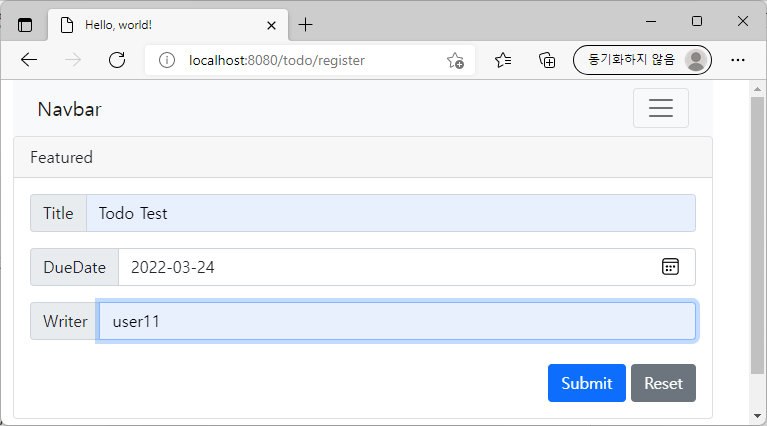 Hello, world!
localhost:8080/todo/register
동기화하지 않음
Navbar
Featured
Title Todo Test
DueDate 2022-03-24
Writer user11
Submit Reset